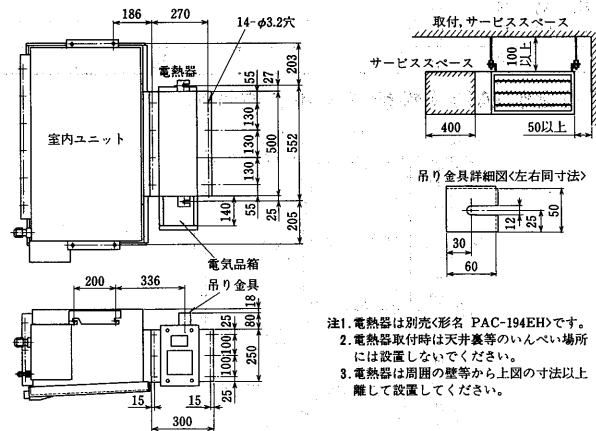 186
270
14-φ3.2穴
電熱器
203
27
55
130
130
130
55
500
552
25
205
140
室内ユニット
電気品箱
吊り金具
200
336
18
80
25
100
100
25
250
15
15
300
取付,サービススペース
サービススペース
100以上
400
50以上
吊り金具詳細図<左右同寸法>
12
25
50
30
60
注1.電熱器は別売<形名 PAC-194EH>です。
2.電熱器取付時は天井裏等のいんぺい場所
には設置しないでください。
3.電熱器は周囲の壁等から上図の寸法以上
離して設置してください。